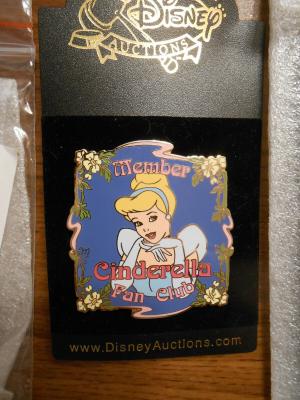 Disney
AUCTIONS
Member
Cinderella
Fan Club
www.DisneyAuctions.com